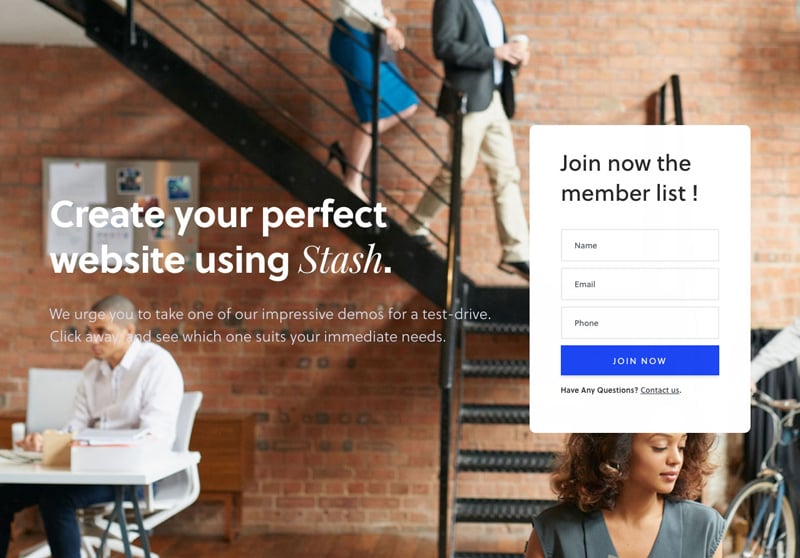 Create your perfect
website using Stash.
We urge you to take one of our impressive demos for a test-drive.
Click away, and see which one suits your immediate needs.
Join now the
member list !
Name
Email
Phone
JOIN NOW
Have Any Questions? Contact us.